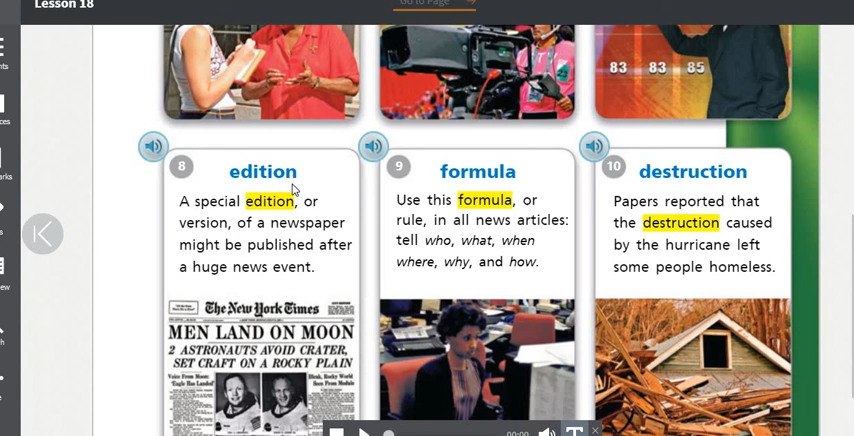 Lesson 18
Go to Page
83 83 85
8
edition
A special edition, or
version, of a newspaper
might be published after
a huge news event.
The New York Times
MEN LAND ON MOON
2 ASTRONAUTS AVOID CRATER,
SET CRAFT ON A ROCKY PLAIN
9
formula
Use this formula, or
rule, in all news articles:
tell who, what, when
where, why, and how.
10
destruction
Papers reported that
the destruction caused
by the hurricane left
some people homeless.
00:00
T